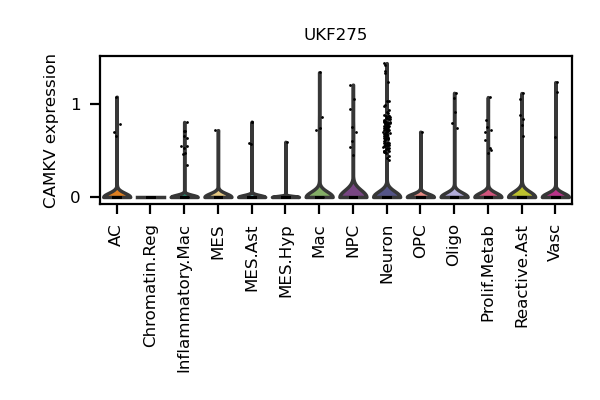 UKF275
CAMKV expression
1
0
AC
Chromatin.Reg
Inflammatory.Mac
MES
MES.Ast
MES.Hyp
Mac
NPC
Neuron
OPC
Oligo
Prolif.Metab
Reactive.Ast
Vasc